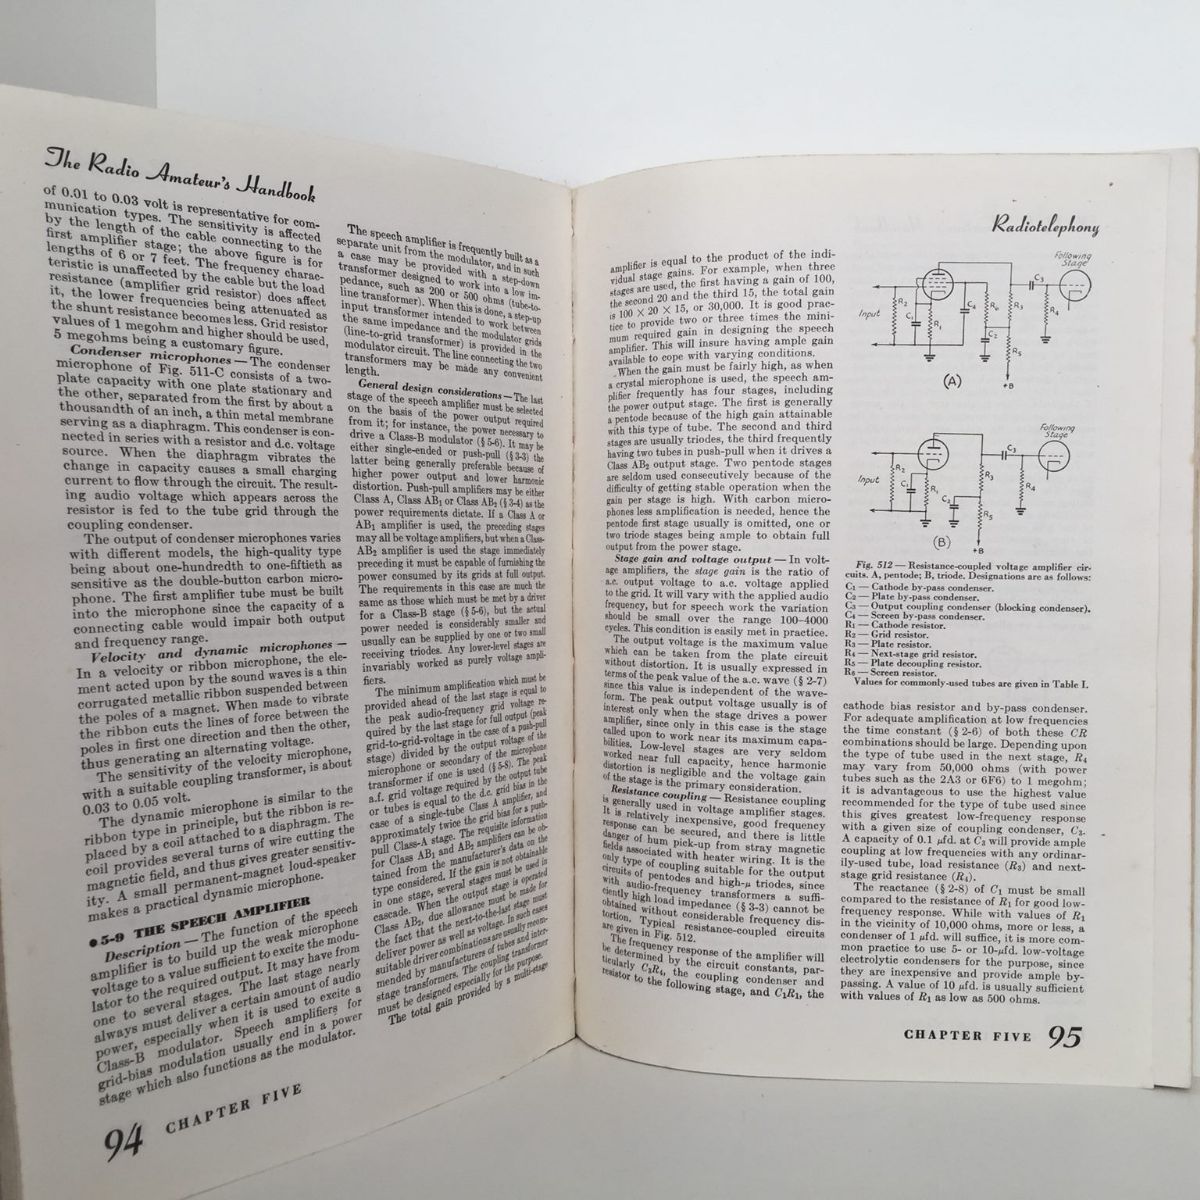 The Radio Amateur's Handbook
of 0.01 to 0.03 volt is representative for com-
munication types. The sensitivity is affected
by the length of the cable connecting to the
first amplifier stage; the above figure is for
lengths of 6 or 7 feet. The frequency charac-
teristic is unaffected by the cable but the load
resistance (amplifier grid resistor) does affect
it, the lower frequencies being attenuated as
the shunt resistance becomes less. Grid resistor
values of 1 megohm and higher should be used,
5 megohms being a customary figure.
Condenser microphones — The condenser
microphone of Fig. 511-C consists of a two-
plate capacity with one plate stationary and
the other, separated from the first by about a
thousandth of an inch, a thin metal membrane
serving as a diaphragm. This condenser is con-
nected in series with a resistor and d.c. voltage
source. When the diaphragm vibrates the
change in capacity causes a small charging
current to flow through the circuit. The result-
ing audio voltage which appears across the
resistor is fed to the tube grid through the
coupling condenser.
The output of condenser microphones varies
with different models, the high-quality type
being about one-hundredth to one-fiftieth as
sensitive as the double-button carbon micro-
phone. The first amplifier tube must be built
into the microphone since the capacity of a
connecting cable would impair both output
and frequency range.
Velocity and dynamic microphones —
In a velocity or ribbon microphone, the ele-
ment acted upon by the sound waves is a thin
corrugated metallic ribbon suspended between
the poles of a magnet. When made to vibrate
the ribbon cuts the lines of force between the
poles in first one direction and then the other,
thus generating an alternating voltage.
The sensitivity of the velocity microphone,
with a suitable coupling transformer, is about
0.03 to 0.05 volt.
The dynamic microphone is similar to the
ribbon type in principle, but the ribbon is re-
placed by a coil attached to a diaphragm. The
coil provides several turns of wire cutting the
magnetic field, and thus gives greater sensitiv-
ity. A small permanent-magnet loud-speaker
makes a practical dynamic microphone.
● 5-9 THE SPEECH AMPLIFIER
Description — The function of the speech
amplifier is to build up the weak microphone
voltage to a value sufficient to excite the modu-
lator to the required output. It may have from
one to several stages. The last stage nearly
always must deliver a certain amount of audio
power, especially when it is used to excite a
Class-B modulator. Speech amplifiers for
grid-bias modulation usually end in a power
stage which also functions as the modulator.
94 CHAPTER FIVE
The speech amplifier is frequently built as a
separate unit from the modulator, and in such
a case may be provided with a step-down
transformer designed to work into a low im-
pedance, such as 200 or 500 ohms (tube-to-
line transformer). When this is done, a step-up
input transformer intended to work between
the same impedance and the modulator grids
(line-to-grid transformer) is provided in the
modulator circuit. The line connecting the two
transformers may be made any convenient
length.
General design considerations — The last
stage of the speech amplifier must be selected
on the basis of the power output required
from it; for instance, the power necessary to
drive a Class-B modulator (§ 5-6). It may be
either single-ended or push-pull (§ 3-3) the
latter being generally preferable because of
higher power output and lower harmonic
distortion. Push-pull amplifiers may be either
Class A, Class AB1 or Class AB2 (§ 3-4) as the
power requirements dictate. If a Class A or
AB1 amplifier is used, the preceding stages
may all be voltage amplifiers, but when a Class-
AB2 amplifier is used the stage immediately
preceding it must be capable of furnishing the
power consumed by its grids at full output.
The requirements in this case are much the
same as those which must be met by a driver
for a Class-B stage (§ 5-6), but the actual
power needed is considerably smaller and
usually can be supplied by one or two small
receiving triodes. Any lower-level stages are
invariably worked as purely voltage ampli-
fiers.
The minimum amplification which must be
provided ahead of the last stage is equal to
the peak audio-frequency grid voltage re-
quired by the last stage for full output (peak
grid-to-grid-voltage in the case of a push-pull
stage) divided by the output voltage of the
microphone or secondary of the microphone
transformer if one is used (§ 5-8). The peak
a.f. grid voltage required by the output tube
or tubes is equal to the d.c. grid bias in the
case of a single-tube Class A amplifier, and
approximately twice the grid bias for a push-
pull Class-A stage. The requisite information
for Class AB1 and AB2 amplifiers can be ob-
tained from the manufacturer's data on the
type considered. If the gain is not obtainable
in one stage, several stages must be used in
cascade. When the output stage is operated
Class AB2, due allowance must be made for
the fact that the next-to-the-last stage must
deliver power as well as voltage. In such cases
suitable driver combinations are usually recom-
mended by manufacturers of tubes and inter-
stage transformers. The coupling transformer
must be designed especially for the purpose.
The total gain provided by a multi-stage
Radiotelephony
amplifier is equal to the product of the indi-
vidual stage gains. For example, when three
stages are used, the first having a gain of 100,
the second 20 and the third 15, the total gain
is 100 × 20 × 15, or 30,000. It is good prac-
tice to provide two or three times the mini-
mum required gain in designing the speech
amplifier. This will insure having ample gain
available to cope with varying conditions.
When the gain must be fairly high, as when
a crystal microphone is used, the speech am-
plifier frequently has four stages, including
the power output stage. The first is generally
a pentode because of the high gain attainable
with this type of tube. The second and third
stages are usually triodes, the third frequently
having two tubes in push-pull when it drives a
Class AB2 output stage. Two pentode stages
are seldom used consecutively because of the
difficulty of getting stable operation when the
gain per stage is high. With carbon micro-
phones less amplification is needed, hence the
pentode first stage usually is omitted, one or
two triode stages being ample to obtain full
output from the power stage.
Stage gain and voltage output — In volt-
age amplifiers, the stage gain is the ratio of
a.c. output voltage to a.c. voltage applied
to the grid. It will vary with the applied audio
frequency, but for speech work the variation
should be small over the range 100–4000
cycles. This condition is easily met in practice.
The output voltage is the maximum value
which can be taken from the plate circuit
without distortion. It is usually expressed in
terms of the peak value of the a.c. wave (§ 2-7)
since this value is independent of the wave-
form. The peak output voltage usually is of
interest only when the stage drives a power
amplifier, since only in this case is the stage
called upon to work near its maximum capa-
bilities. Low-level stages are very seldom
worked near full capacity, hence harmonic
distortion is negligible and the voltage gain
of the stage is the primary consideration.
Resistance coupling — Resistance coupling
is generally used in voltage amplifier stages.
It is relatively inexpensive, good frequency
response can be secured, and there is little
danger of hum pick-up from stray magnetic
fields associated with heater wiring. It is the
only type of coupling suitable for the output
circuits of pentodes and high-μ triodes, since
with audio-frequency transformers a suffi-
ciently high load impedance (§ 3-3) cannot be
obtained without considerable frequency dis-
tortion. Typical resistance-coupled circuits
are given in Fig. 512.
The frequency response of the amplifier will
be determined by the circuit constants, par-
ticularly C3R4, the coupling condenser and
resistor to the following stage, and C1R1, the
Following
Stage
Input
R2
C1
R1
C4
R6
C2
R3
C3
R4
R5
+B
(A)
Following
Stage
Input
R2
C1
R1
C2
R3
C3
R4
R5
+B
(B)
Fig. 512 — Resistance-coupled voltage amplifier cir-
cuits. A, pentode; B, triode. Designations are as follows:
C1 — Cathode by-pass condenser.
C2 — Plate by-pass condenser.
C3 — Output coupling condenser (blocking condenser).
C4 — Screen by-pass condenser.
R1 — Cathode resistor.
R2 — Grid resistor.
R3 — Plate resistor.
R4 — Next-stage grid resistor.
R5 — Plate decoupling resistor.
R6 — Screen resistor.
Values for commonly-used tubes are given in Table I.
cathode bias resistor and by-pass condenser.
For adequate amplification at low frequencies
the time constant (§ 2-6) of both these CR
combinations should be large. Depending upon
the type of tube used in the next stage, R4
may vary from 50,000 ohms (with power
tubes such as the 2A3 or 6F6) to 1 megohm;
it is advantageous to use the highest value
recommended for the type of tube used since
this gives greatest low-frequency response
with a given size of coupling condenser, C3.
A capacity of 0.1 μfd. at C3 will provide ample
coupling at low frequencies with any ordinar-
ily-used tube, load resistance (R3) and next-
stage grid resistance (R4).
The reactance (§ 2-8) of C1 must be small
compared to the resistance of R1 for good low-
frequency response. While with values of R1
in the vicinity of 10,000 ohms, more or less, a
condenser of 1 μfd. will suffice, it is more com-
mon practice to use 5- or 10-μfd. low-voltage
electrolytic condensers for the purpose, since
they are inexpensive and provide ample by-
passing. A value of 10 μfd. is usually sufficient
with values of R1 as low as 500 ohms.
CHAPTER FIVE 95